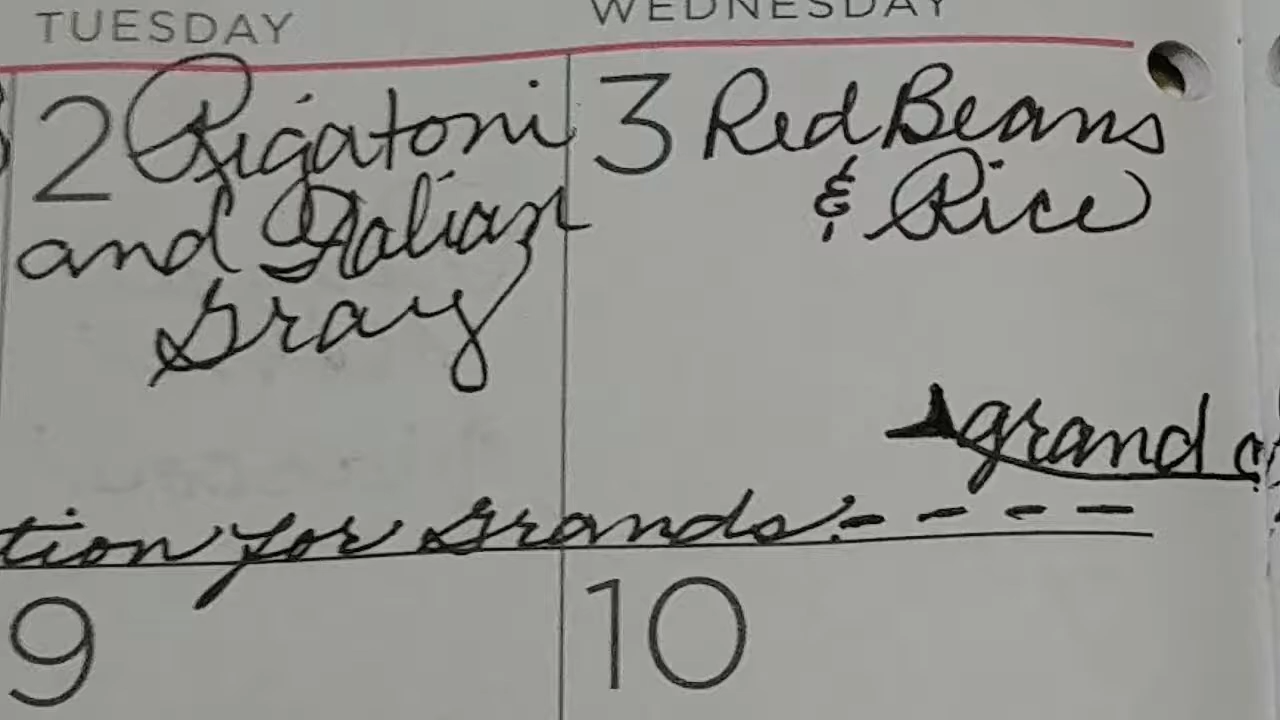 TUESDAY WEDNESDAY
2 Rigatoni
and Italian
Gravy
3 Red Beans
& Rice
grand
tion for Grands! - - - -
9 10